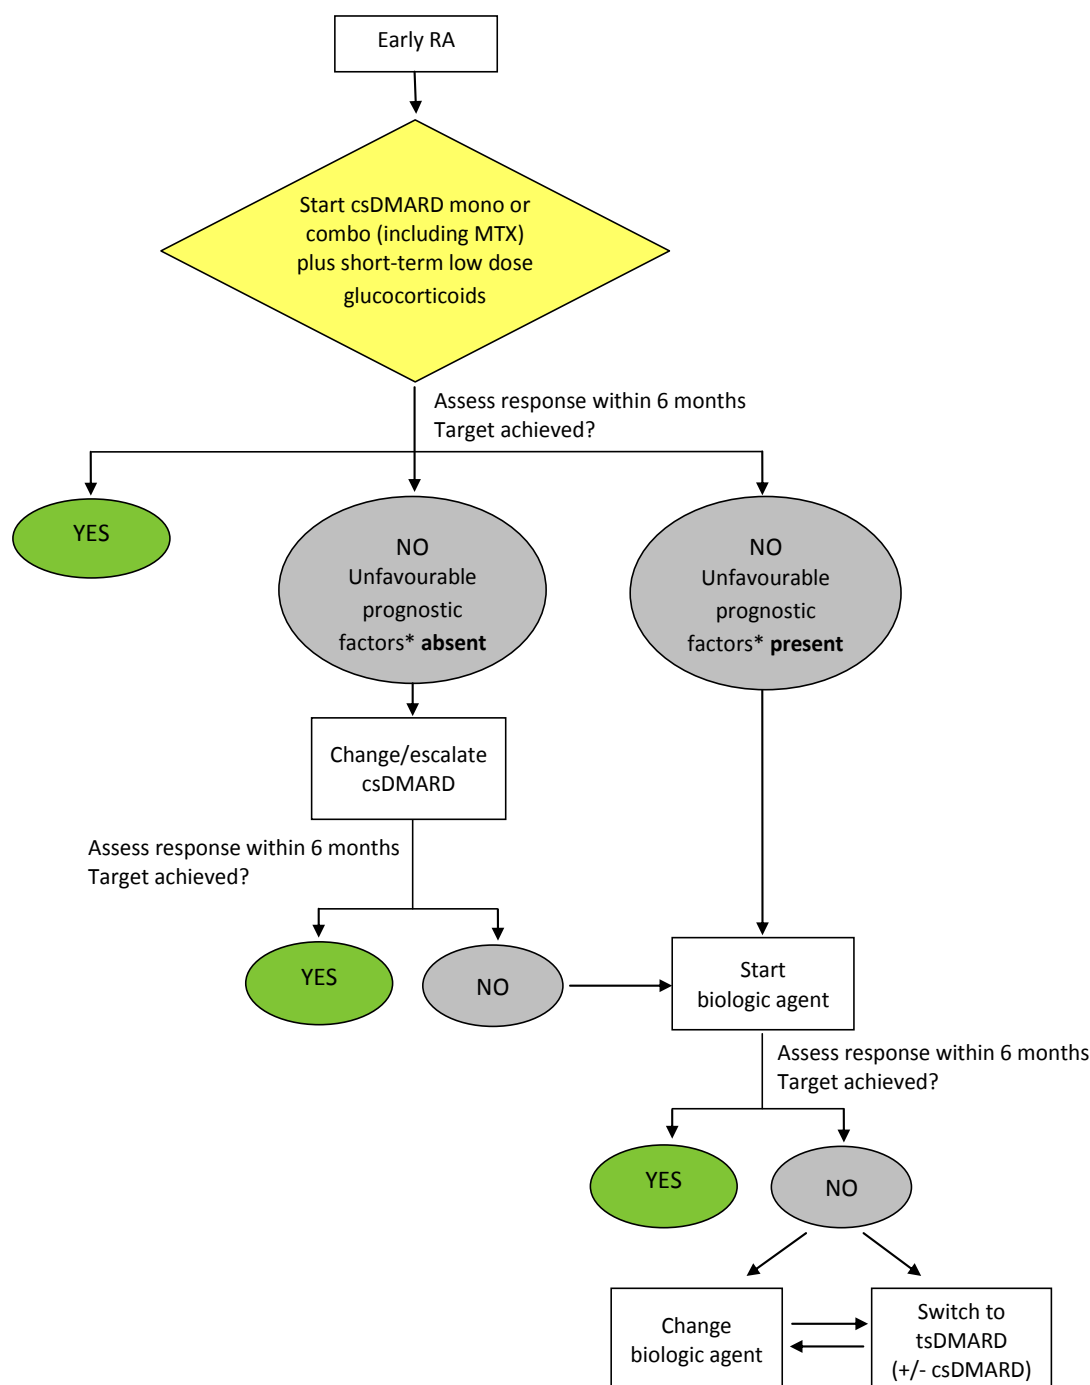 Early RA
Start csDMARD mono or
combo (including MTX)
plus short-term low dose
glucocorticoids
Assess response within 6 months
Target achieved?
YES
NO
Unfavourable
prognostic
factors* absent
NO
Unfavourable
prognostic
factors* present
Change/escalate
csDMARD
Assess response within 6 months
Target achieved?
YES
NO
Start
biologic agent
Assess response within 6 months
Target achieved?
YES
NO
Change
biologic agent
Switch to
tsDMARD
(+/- csDMARD)